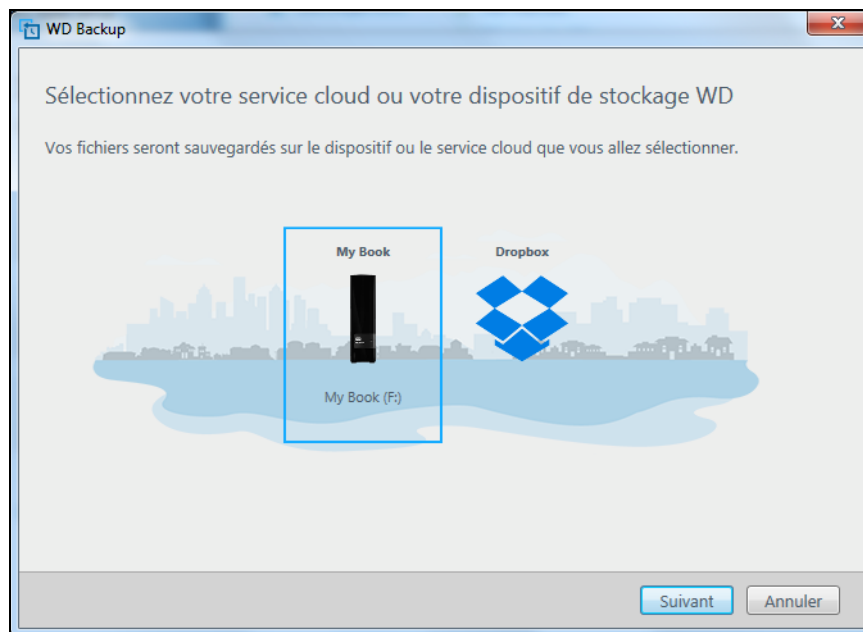 WD Backup
Sélectionnez votre service cloud ou votre dispositif de stockage WD
Vos fichiers seront sauvegardés sur le dispositif ou le service cloud que vous allez sélectionner.
My Book
Dropbox
My Book (F:)
Suivant
Annuler